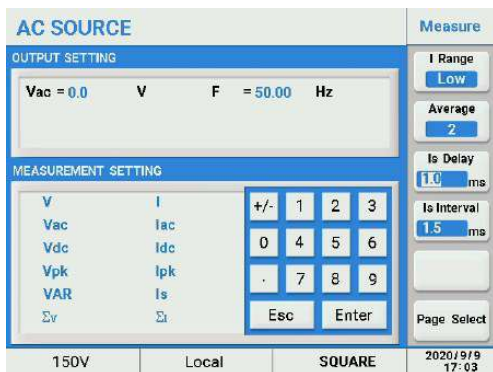 AC SOURCE
Measure
OUTPUT SETTING
Vac = 0.0 V F = 50.00 Hz
I Range
Low
Average
2
Is Delay
1.0 ms
Is Interval
1.5 ms
Page Select
MEASUREMENT SETTING
V I
Vac Iac
Vdc Idc
Vpk Ipk
VAR Is
Σv Σı
+/- 1 2 3
0 4 5 6
. 7 8 9
Esc Enter
150V Local SQUARE 2020/9/9
17:03